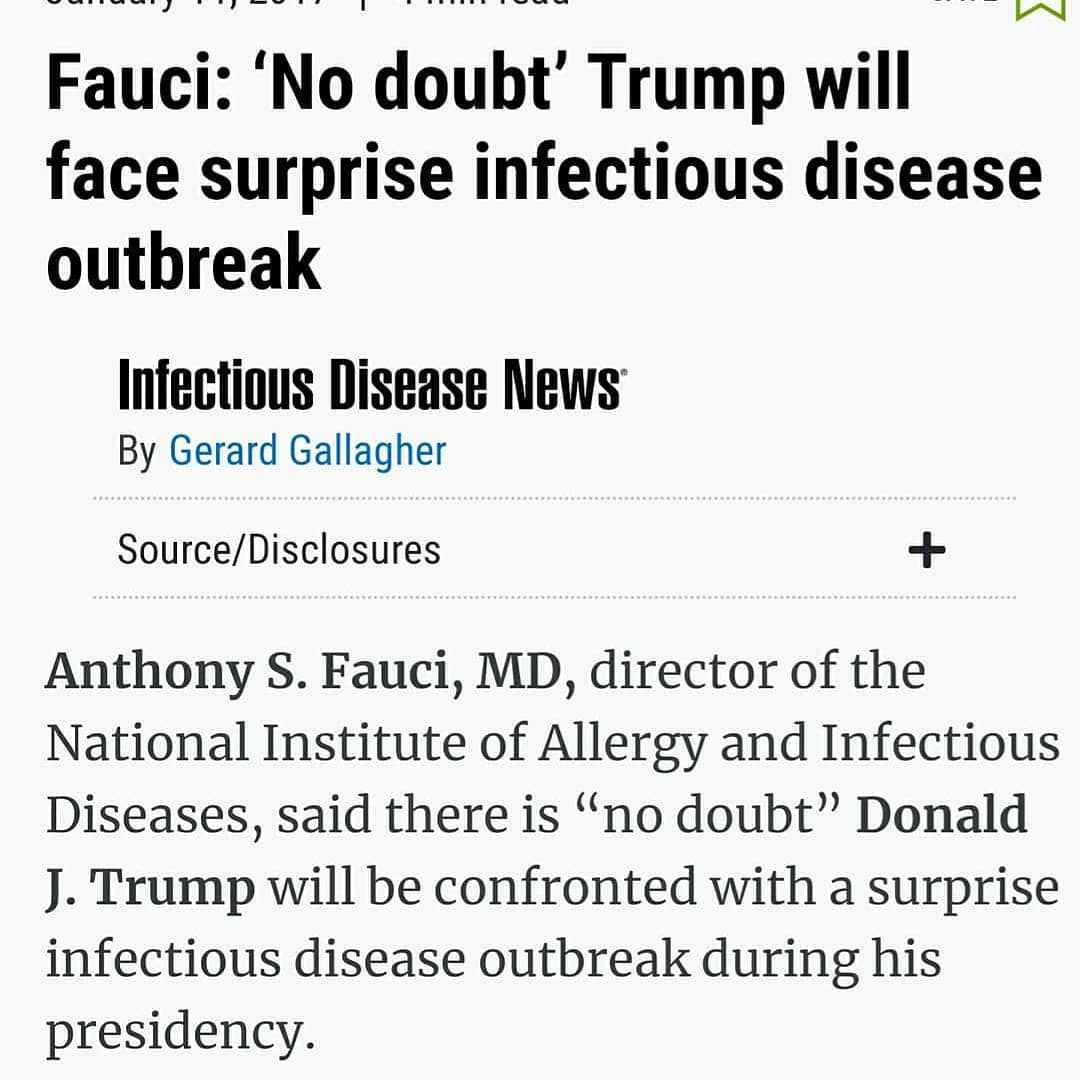 Fauci: ‘No doubt’ Trump will
face surprise infectious disease
outbreak
Infectious Disease News®
By Gerard Gallagher
Source/Disclosures
Anthony S. Fauci, MD, director of the
National Institute of Allergy and Infectious
Diseases, said there is “no doubt” Donald
J. Trump will be confronted with a surprise
infectious disease outbreak during his
presidency.